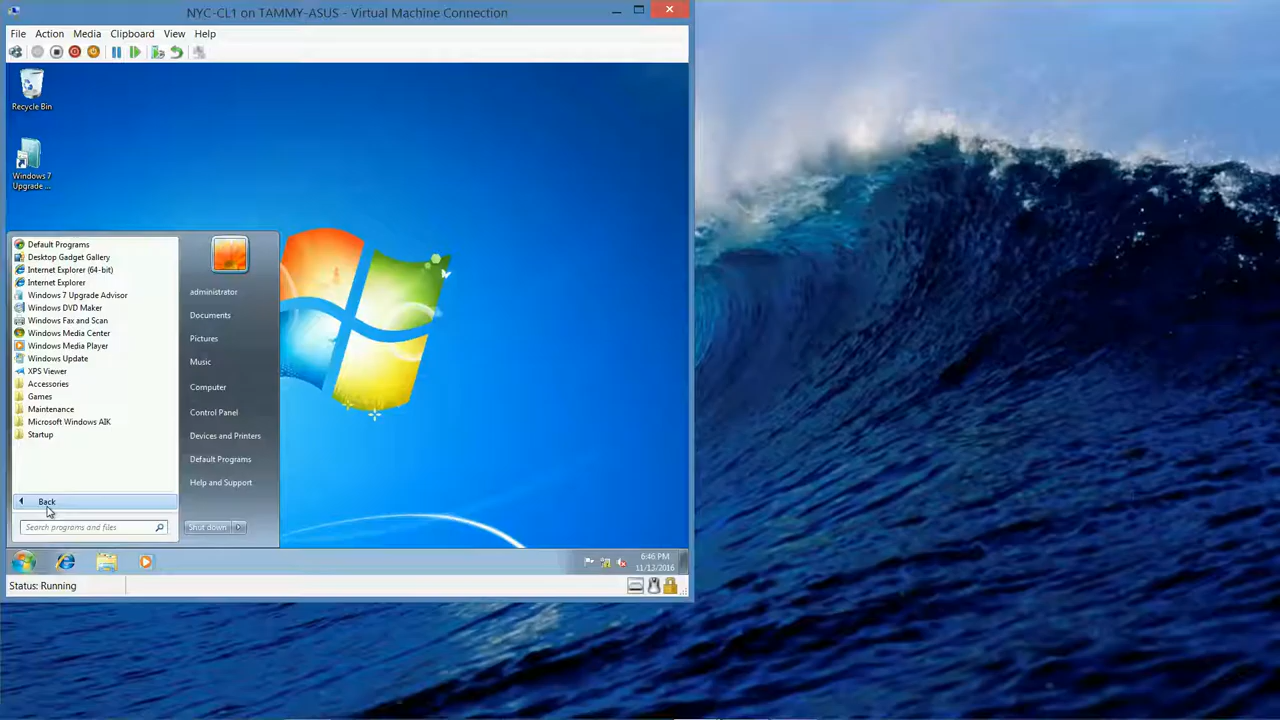 NYC-CL1 on TAMMY-ASUS - Virtual Machine Connection
File Action Media Clipboard View Help
Recycle Bin
Windows 7
Upgrade ...
Default Programs
Desktop Gadget Gallery
Internet Explorer (64-bit)
Internet Explorer
Windows 7 Upgrade Advisor
Windows DVD Maker
Windows Fax and Scan
Windows Media Center
Windows Media Player
Windows Update
XPS Viewer
Accessories
Games
Maintenance
Microsoft Windows AIK
Startup
Back
Search programs and files
administrator
Documents
Pictures
Music
Computer
Control Panel
Devices and Printers
Default Programs
Help and Support
Shut down
6:46 PM
11/13/2016
Status: Running